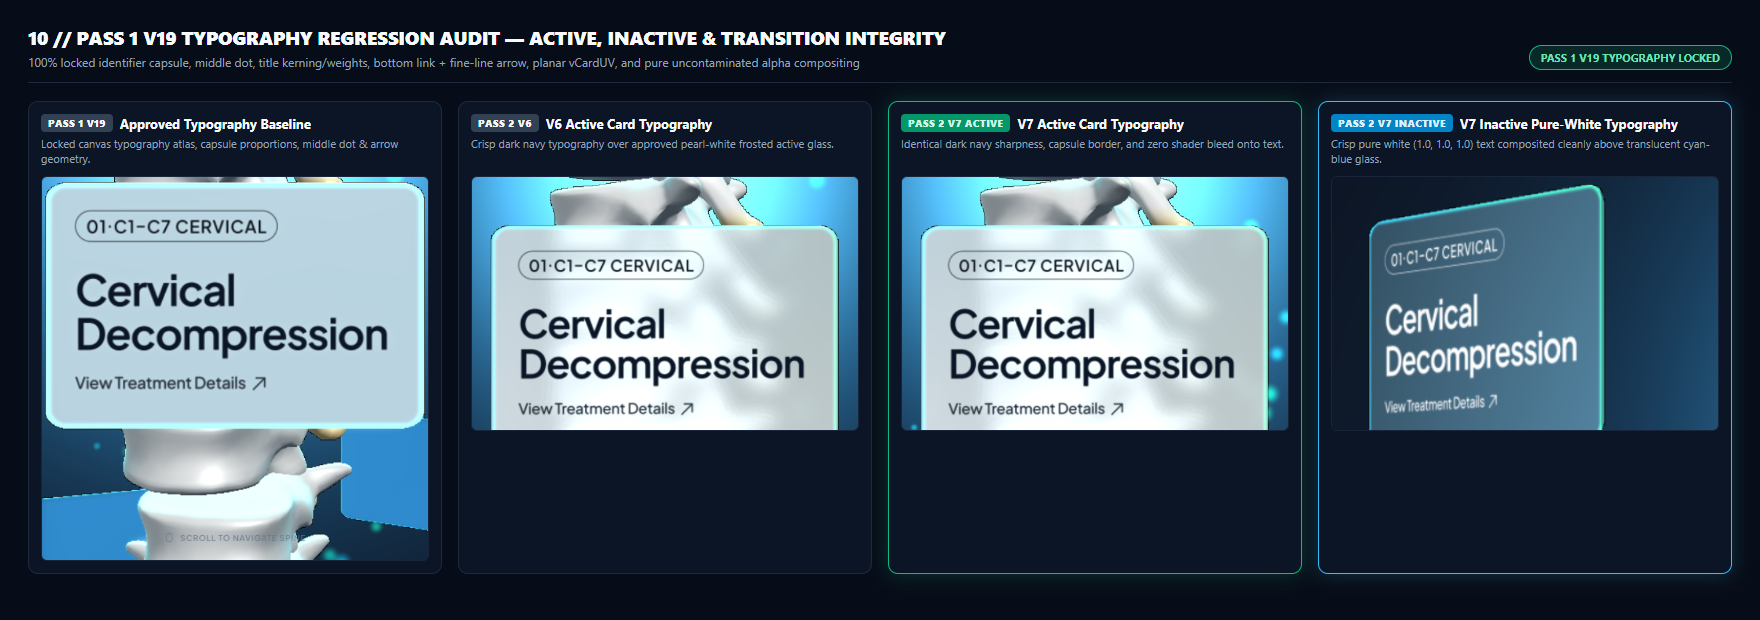 10 // PASS 1 V19 TYPOGRAPHY REGRESSION AUDIT — ACTIVE, INACTIVE & TRANSITION INTEGRITY
100% locked identifier capsule, middle dot, title kerning/weights, bottom link + fine-line arrow, planar vCardUV, and pure uncontaminated alpha compositing
PASS 1 V19 TYPOGRAPHY LOCKED
PASS 1 V19 Approved Typography Baseline
Locked canvas typography atlas, capsule proportions, middle dot & arrow
geometry.
01·C1–C7 CERVICAL
Cervical
Decompression
View Treatment Details ↗
SCROLL TO NAVIGATE SPINE
PASS 2 V6 V6 Active Card Typography
Crisp dark navy typography over approved pearl-white frosted active glass.
01·C1–C7 CERVICAL
Cervical
Decompression
View Treatment Details ↗
PASS 2 V7 ACTIVE V7 Active Card Typography
Identical dark navy sharpness, capsule border, and zero shader bleed onto text.
01·C1–C7 CERVICAL
Cervical
Decompression
View Treatment Details ↗
PASS 2 V7 INACTIVE V7 Inactive Pure-White Typography
Crisp pure white (1.0, 1.0, 1.0) text composited cleanly above translucent cyan-
blue glass.
01·C1–C7 CERVICAL
Cervical
Decompression
View Treatment Details ↗